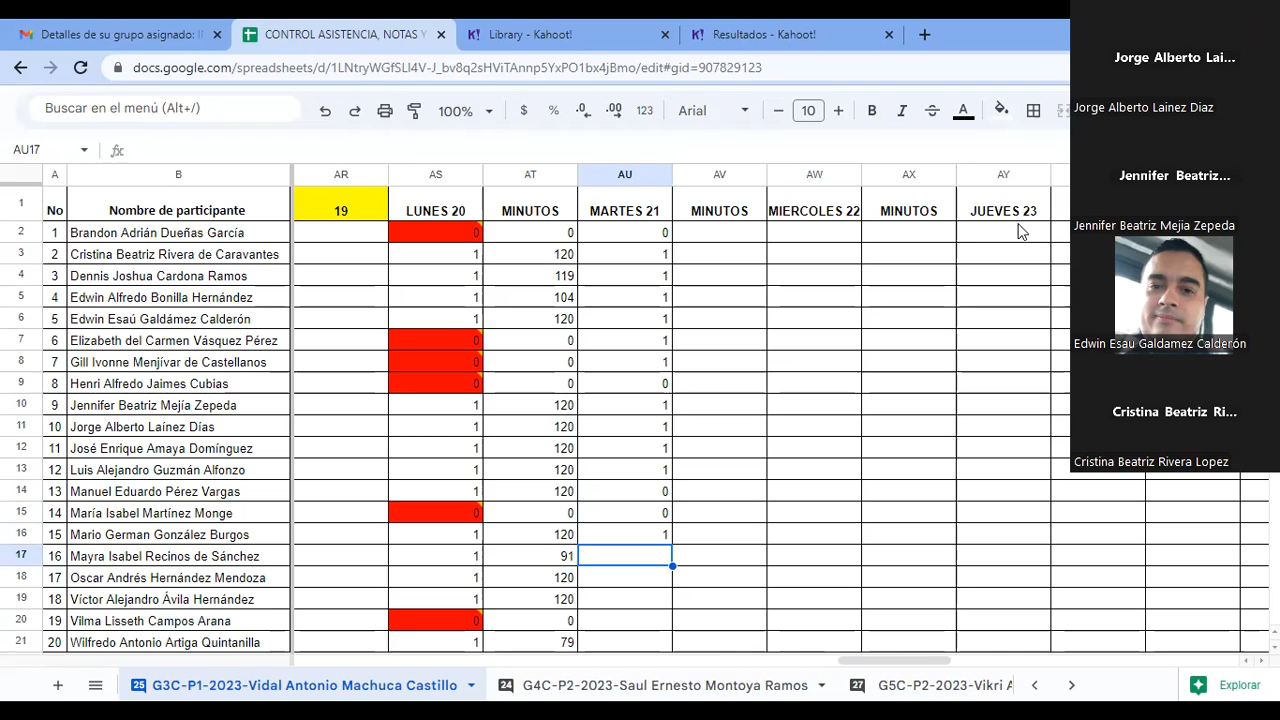 Detalles de su grupo asignado: I
CONTROL ASISTENCIA, NOTAS Y
Library - Kahoot!
Resultados - Kahoot!
docs.google.com/spreadsheets/d/1LNtryWGfSLl4V-J_bv8q2sHViTAnnp5YxPO1bx4jBmo/edit#gid=907829123
Buscar en el menú (Alt+/)
100% $ % .0 .00 123 Arial 10 B I A
AU17 fx
A B AR AS AT AU AV AW AX AY
1 No Nombre de participante 19 LUNES 20 MINUTOS MARTES 21 MINUTOS MIERCOLES 22 MINUTOS JUEVES 23
2 1 Brandon Adrián Dueñas García 0 0 0
3 2 Cristina Beatriz Rivera de Caravantes 1 120 1
4 3 Dennis Joshua Cardona Ramos 1 119 1
5 4 Edwin Alfredo Bonilla Hernández 1 104 1
6 5 Edwin Esaú Galdámez Calderón 1 120 1
7 6 Elizabeth del Carmen Vásquez Pérez 0 0 1
8 7 Gill Ivonne Menjívar de Castellanos 0 0 1
9 8 Henri Alfredo Jaimes Cubias 0 0 0
10 9 Jennifer Beatriz Mejía Zepeda 1 120 1
11 10 Jorge Alberto Laínez Días 1 120 1
12 11 José Enrique Amaya Domínguez 1 120 1
13 12 Luis Alejandro Guzmán Alfonzo 1 120 1
14 13 Manuel Eduardo Pérez Vargas 1 120 0
15 14 María Isabel Martínez Monge 0 0 0
16 15 Mario German González Burgos 1 120 1
17 16 Mayra Isabel Recinos de Sánchez 1 91
18 17 Oscar Andrés Hernández Mendoza 1 120
19 18 Víctor Alejandro Ávila Hernández 1 120
20 19 Vilma Lisseth Campos Arana 0 0
21 20 Wilfredo Antonio Artiga Quintanilla 1 79
25 G3C-P1-2023-Vidal Antonio Machuca Castillo
24 G4C-P2-2023-Saul Ernesto Montoya Ramos
27 G5C-P2-2023-Vikri A
Explorar
Jorge Alberto Lai...
Jorge Alberto Lainez Diaz
Jennifer Beatriz...
Jennifer Beatriz Mejia Zepeda
Edwin Esau Galdamez Calderón
Cristina Beatriz Ri...
Cristina Beatriz Rivera Lopez